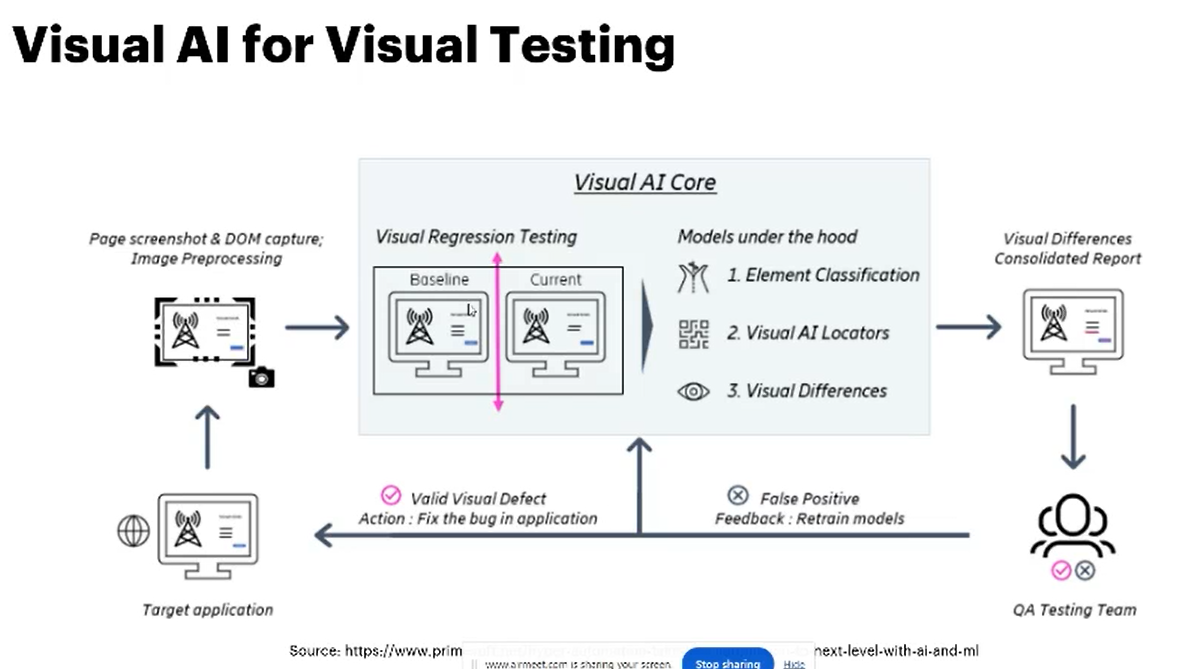 Visual AI for Visual Testing
Visual AI Core
Page screenshot & DOM capture;
Image Preprocessing
Visual Regression Testing
Baseline
Current
Models under the hood
1. Element Classification
2. Visual AI Locators
3. Visual Differences
Visual Differences
Consolidated Report
Valid Visual Defect
Action : Fix the bug in application
False Positive
Feedback : Retrain models
Target application
QA Testing Team
Source: https://www.prim
next-level-with-ai-and-ml
www.airmeet.com is sharing your screen.
Stop sharing
Hide